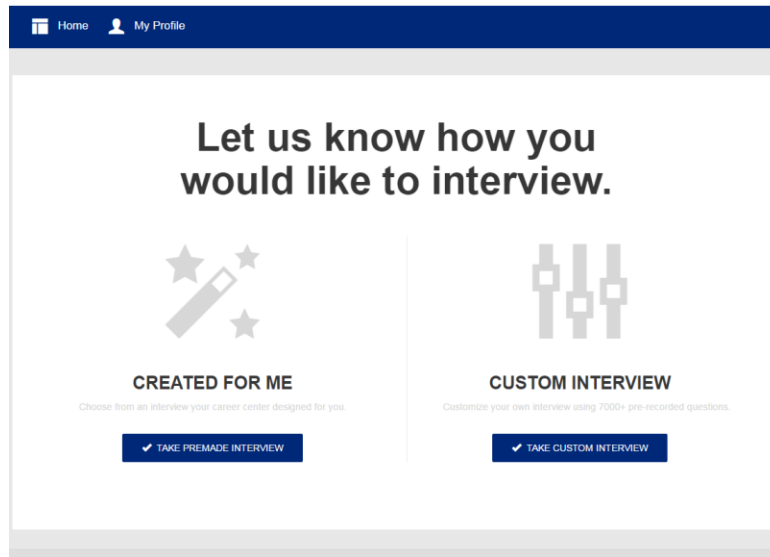 Home My Profile
Let us know how you
would like to interview.
CREATED FOR ME
Choose from an interview your career center designed for you.
TAKE PREMADE INTERVIEW
CUSTOM INTERVIEW
Customize your own interview using 7000+ pre-recorded questions.
TAKE CUSTOM INTERVIEW